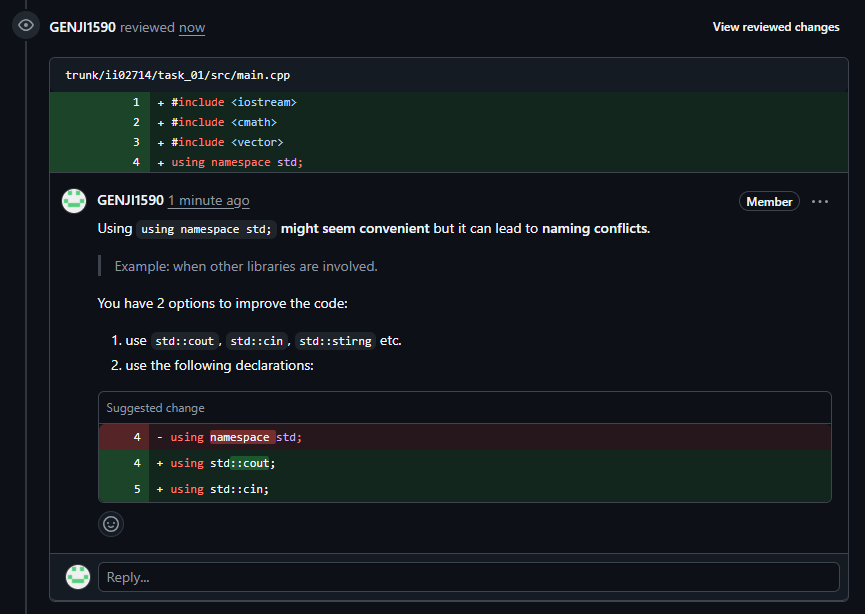 GENJI1590 reviewed now
View reviewed changes
trunk/ii02714/task_01/src/main.cpp
1 + #include <iostream>
2 + #include <cmath>
3 + #include <vector>
4 + using namespace std;
GENJI1590 1 minute ago
Member
Using using namespace std; might seem convenient but it can lead to naming conflicts.
Example: when other libraries are involved.
You have 2 options to improve the code:
1. use std::cout, std::cin, std::stirng etc.
2. use the following declarations:
Suggested change
4 - using namespace std;
4 + using std::cout;
5 + using std::cin;
Reply...